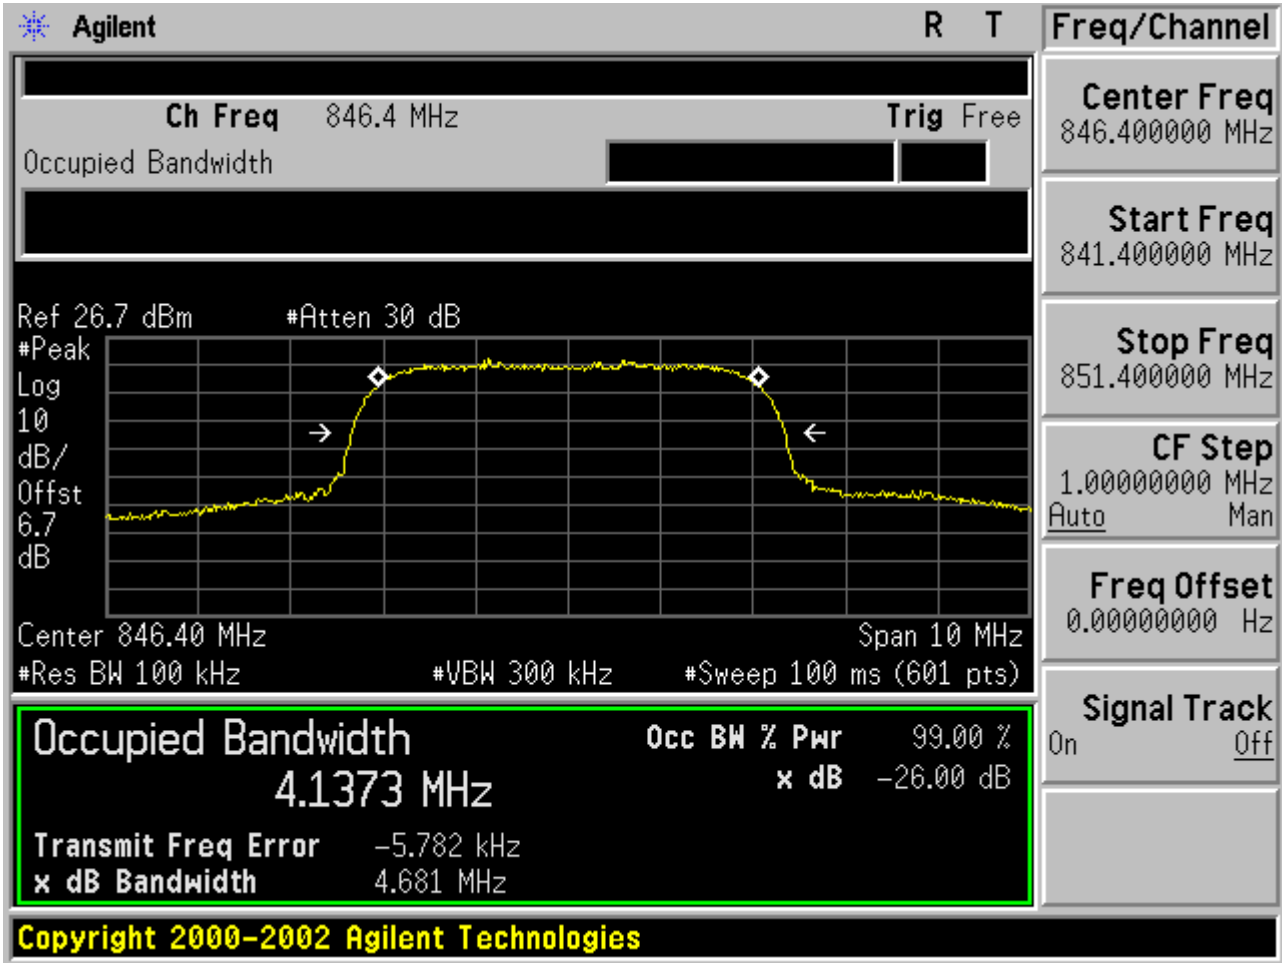 Agilent R T Freq/Channel
Ch Freq 846.4 MHz Trig Free
Occupied Bandwidth
Center Freq
846.400000 MHz
Start Freq
841.400000 MHz
Stop Freq
851.400000 MHz
CF Step
1.00000000 MHz
Auto Man
Freq Offset
0.00000000 Hz
Signal Track
On Off
Ref 26.7 dBm #Atten 30 dB
#Peak
Log
10
dB/
Offst
6.7
dB
Center 846.40 MHz Span 10 MHz
#Res BW 100 kHz #VBW 300 kHz #Sweep 100 ms (601 pts)
Occupied Bandwidth Occ BW % Pwr 99.00 %
4.1373 MHz x dB -26.00 dB
Transmit Freq Error -5.782 kHz
x dB Bandwidth 4.681 MHz
Copyright 2000-2002 Agilent Technologies